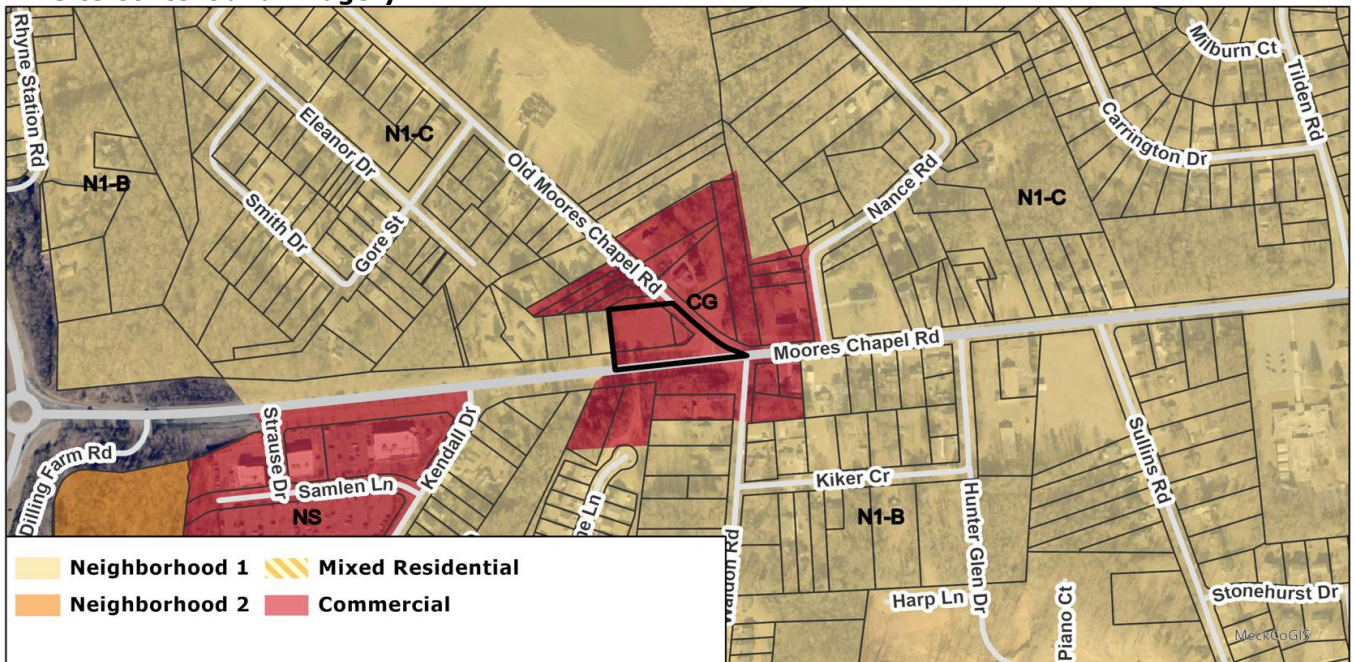 Rhyne Station Rd
N1-B
Eleanor Dr
N1-C
Smith Dr
Gore St
Old Moores Chapel Rd
CG
Nance Rd
N1-C
Milburn Ct
Tilden Rd
Carrington Dr
Moores Chapel Rd
Strause Dr
Samlen Ln
Kendall Dr
NS
Dilling Farm Rd
Kiker Cr
N1-B
Hunter Glen Dr
Sulins Rd
Harp Ln
Piano Ct
Stonehurst Dr
MeckCoGIS
Neighborhood 1
Mixed Residential
Neighborhood 2
Commercial